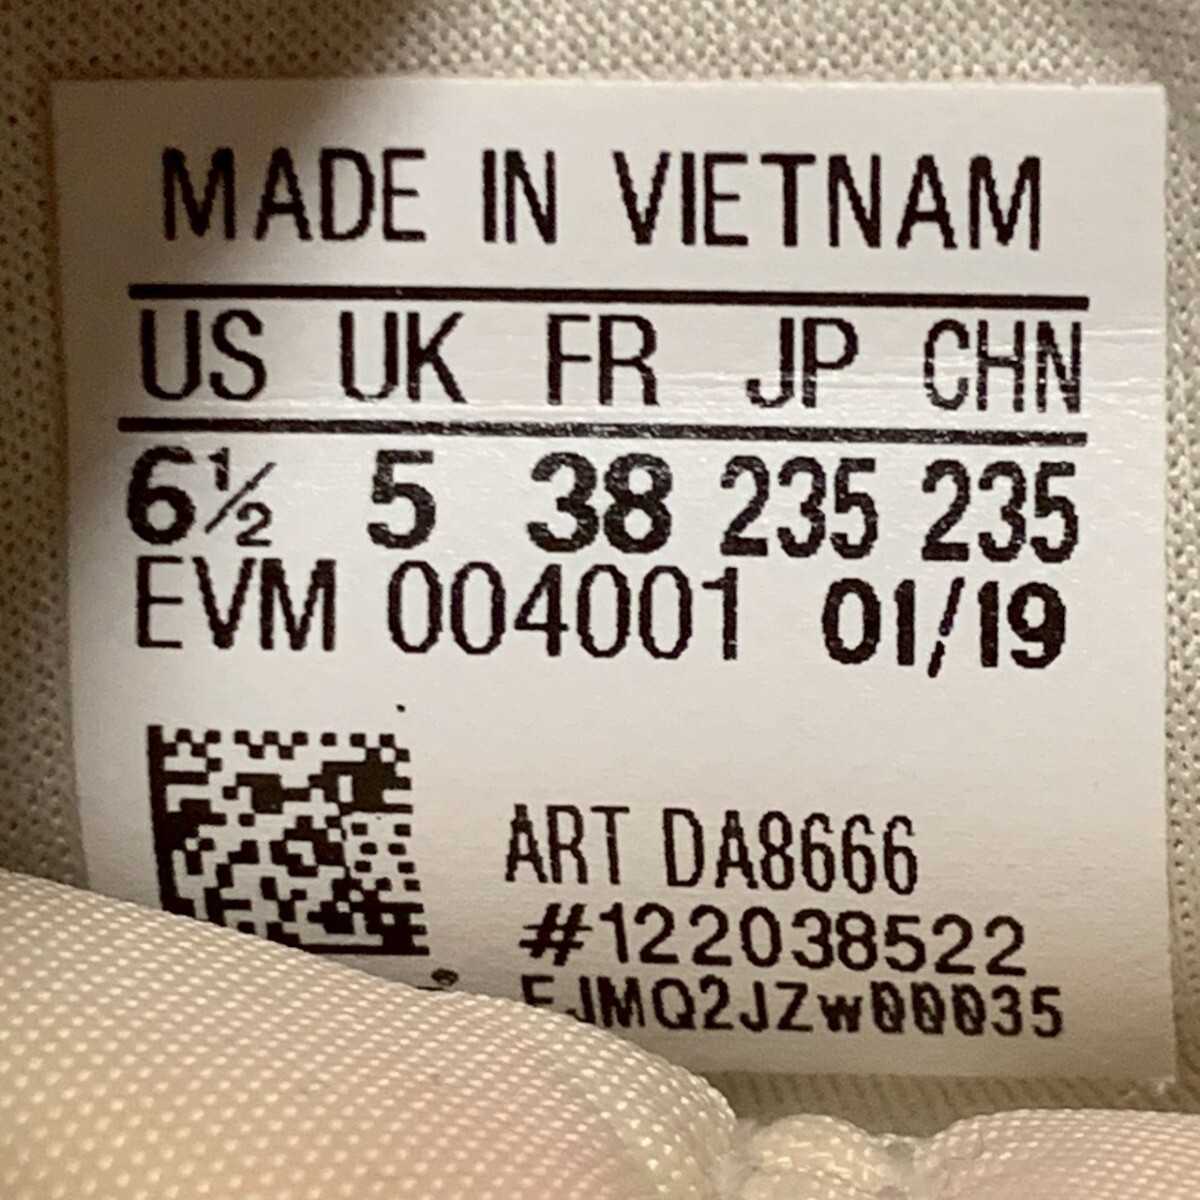 MADE IN VIETNAM
US UK FR JP CHN
6½ 5 38 235 235
EVM 004001 01/19
ART DA8666
#122038522
EJMQ2JZw00035